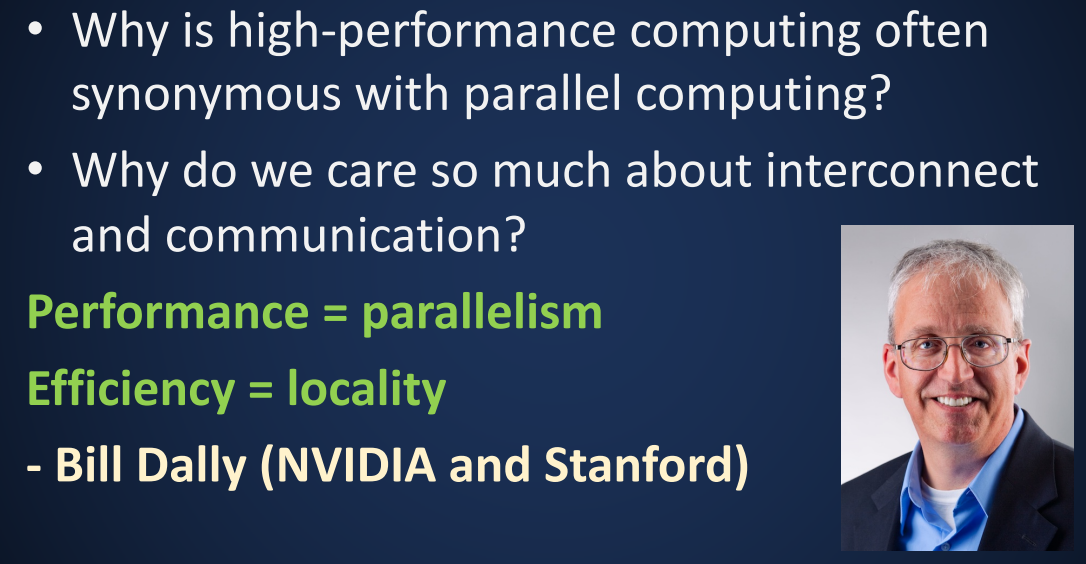 • Why is high-performance computing often
synonymous with parallel computing?
• Why do we care so much about interconnect
and communication?
Performance = parallelism
Efficiency = locality
- Bill Dally (NVIDIA and Stanford)